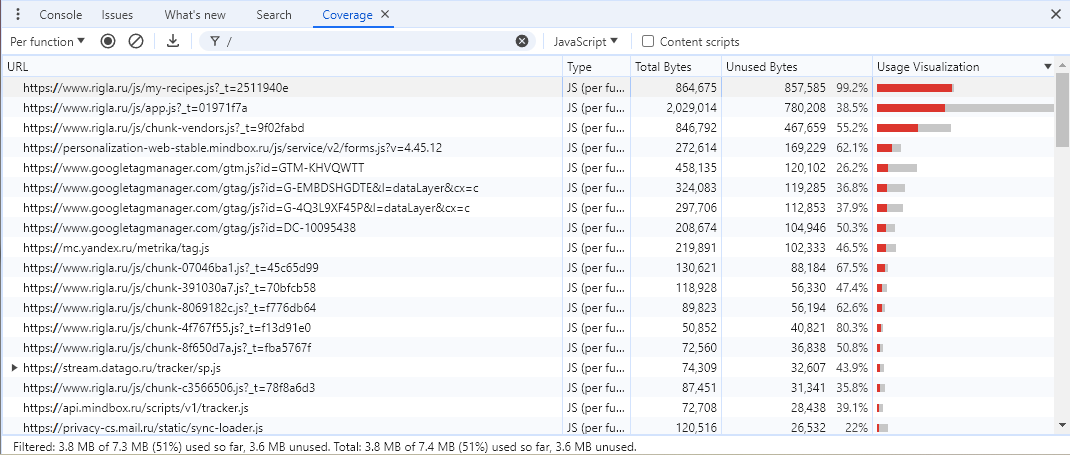 Console Issues What's new Search Coverage
Per function / JavaScript Content scripts
URL Type Total Bytes Unused Bytes Usage Visualization
https://www.rigla.ru/js/my-recipes.js?_t=2511940e JS (per fu... 864,675 857,585 99.2%
https://www.rigla.ru/js/app.js?_t=01971f7a JS (per fu... 2,029,014 780,208 38.5%
https://www.rigla.ru/js/chunk-vendors.js?_t=9f02fabd JS (per fu... 846,792 467,659 55.2%
https://personalization-web-stable.mindbox.ru/js/service/v2/forms.js?v=4.45.12 JS (per fu... 272,614 169,229 62.1%
https://www.googletagmanager.com/gtm.js?id=GTM-KHVQWTT JS (per fu... 458,135 120,102 26.2%
https://www.googletagmanager.com/gtag/js?id=G-EMBDSHGDTE&l=dataLayer&cx=c JS (per fu... 324,083 119,285 36.8%
https://www.googletagmanager.com/gtag/js?id=G-4Q3L9XF45P&l=dataLayer&cx=c JS (per fu... 297,706 112,853 37.9%
https://www.googletagmanager.com/gtag/js?id=DC-10095438 JS (per fu... 208,674 104,946 50.3%
https://mc.yandex.ru/metrika/tag.js JS (per fu... 219,891 102,333 46.5%
https://www.rigla.ru/js/chunk-07046ba1.js?_t=45c65d99 JS (per fu... 130,621 88,184 67.5%
https://www.rigla.ru/js/chunk-391030a7.js?_t=70bfcb58 JS (per fu... 118,928 56,330 47.4%
https://www.rigla.ru/js/chunk-8069182c.js?_t=f776db64 JS (per fu... 89,823 56,194 62.6%
https://www.rigla.ru/js/chunk-4f767f55.js?_t=f13d91e0 JS (per fu... 50,852 40,821 80.3%
https://www.rigla.ru/js/chunk-8f650d7a.js?_t=fba5767f JS (per fu... 72,560 36,838 50.8%
https://stream.datago.ru/tracker/sp.js JS (per fu... 74,309 32,607 43.9%
https://www.rigla.ru/js/chunk-c3566506.js?_t=78f8a6d3 JS (per fu... 87,451 31,341 35.8%
https://api.mindbox.ru/scripts/v1/tracker.js JS (per fu... 72,708 28,438 39.1%
https://privacy-cs.mail.ru/static/sync-loader.js JS (per fu... 120,516 26,532 22%
Filtered: 3.8 MB of 7.3 MB (51%) used so far, 3.6 MB unused. Total: 3.8 MB of 7.4 MB (51%) used so far, 3.6 MB unused.